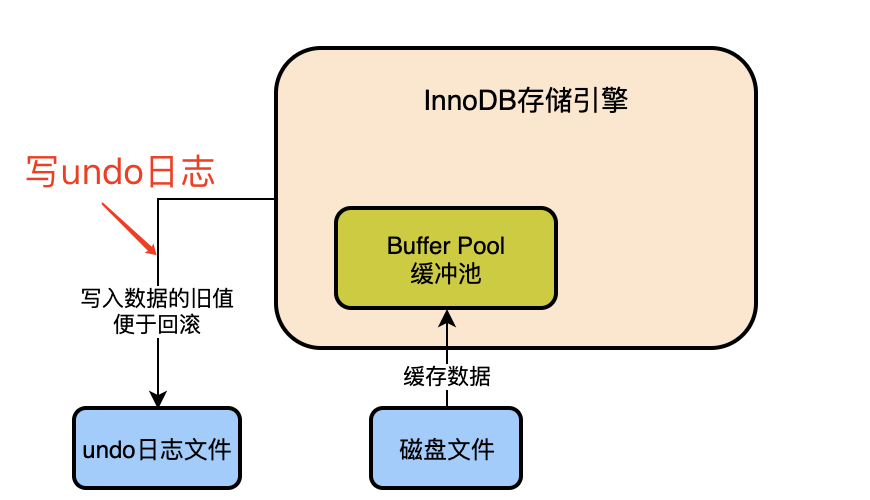 InnoDB存储引擎
写undo日志
Buffer Pool
缓冲池
写入数据的旧值
便于回滚
缓存数据
undo日志文件
磁盘文件